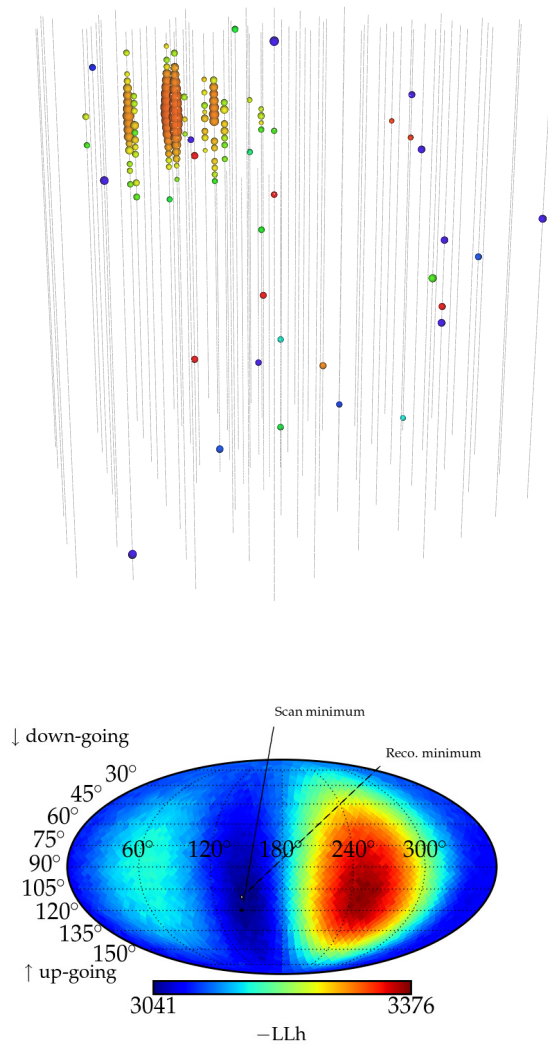 Scan minimum
↓ down-going
Reco. minimum
30°
45°
60°
75°
90°
105°
120°
135°
150°
60° 120° 180° 240° 300°
↑ up-going
3041 3376
−LLh